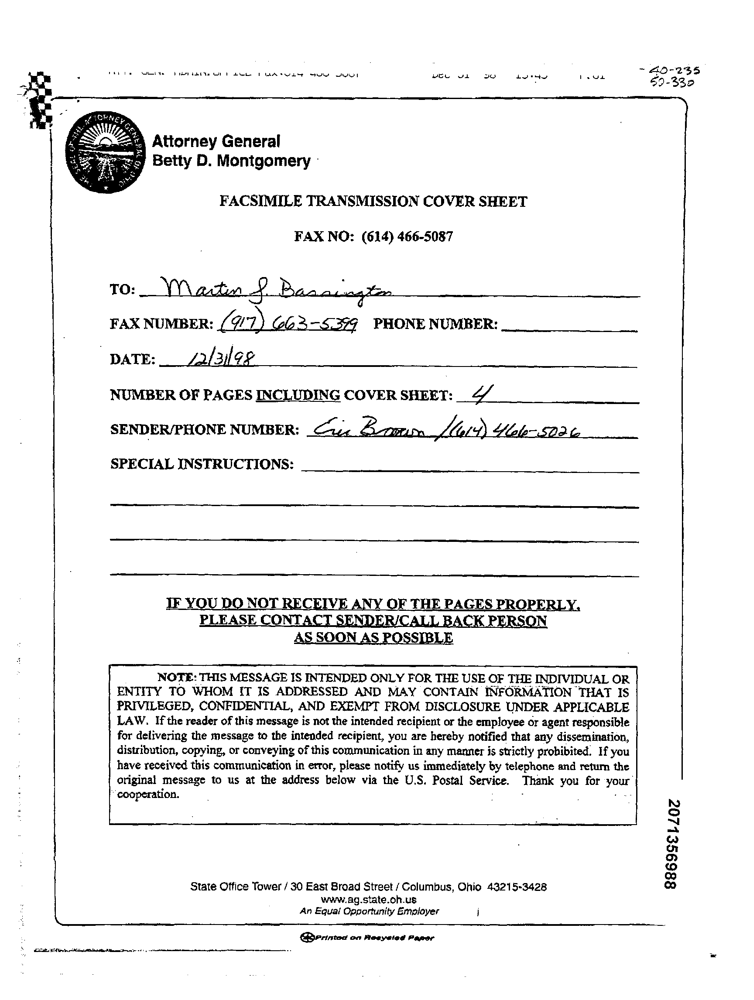 - 40-235
50-330
Attorney General
Betty D. Montgomery
FACSIMILE TRANSMISSION COVER SHEET
FAX NO: (614) 466-5087
TO: Martin J. Barrington
FAX NUMBER: (917) 663-5399 PHONE NUMBER:
DATE: 12/31/98
NUMBER OF PAGES INCLUDING COVER SHEET: 4
SENDER/PHONE NUMBER: Eric Brown /(614) 466-5026
SPECIAL INSTRUCTIONS:
IF YOU DO NOT RECEIVE ANY OF THE PAGES PROPERLY,
PLEASE CONTACT SENDER/CALL BACK PERSON
AS SOON AS POSSIBLE
NOTE: THIS MESSAGE IS INTENDED ONLY FOR THE USE OF THE INDIVIDUAL OR
ENTITY TO WHOM IT IS ADDRESSED AND MAY CONTAIN INFORMATION THAT IS
PRIVILEGED, CONFIDENTIAL, AND EXEMPT FROM DISCLOSURE UNDER APPLICABLE
LAW. If the reader of this message is not the intended recipient or the employee or agent responsible
for delivering the message to the intended recipient, you are hereby notified that any dissemination,
distribution, copying, or conveying of this communication in any manner is strictly prohibited. If you
have received this communication in error, please notify us immediately by telephone and return the
original message to us at the address below via the U.S. Postal Service. Thank you for your
cooperation.
2071356988
State Office Tower / 30 East Broad Street / Columbus, Ohio 43215-3428
www.ag.state.oh.us
An Equal Opportunity Employer
Printed on Recycled Paper